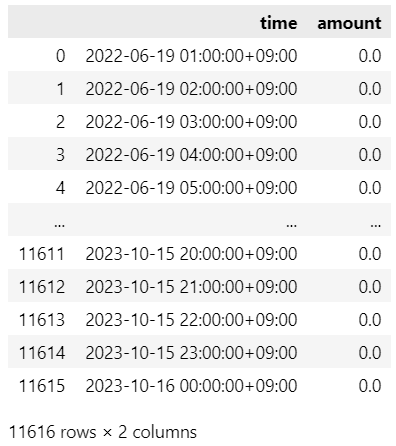 time amount
0 2022-06-19 01:00:00+09:00 0.0
1 2022-06-19 02:00:00+09:00 0.0
2 2022-06-19 03:00:00+09:00 0.0
3 2022-06-19 04:00:00+09:00 0.0
4 2022-06-19 05:00:00+09:00 0.0
... ... ...
11611 2023-10-15 20:00:00+09:00 0.0
11612 2023-10-15 21:00:00+09:00 0.0
11613 2023-10-15 22:00:00+09:00 0.0
11614 2023-10-15 23:00:00+09:00 0.0
11615 2023-10-16 00:00:00+09:00 0.0
11616 rows × 2 columns